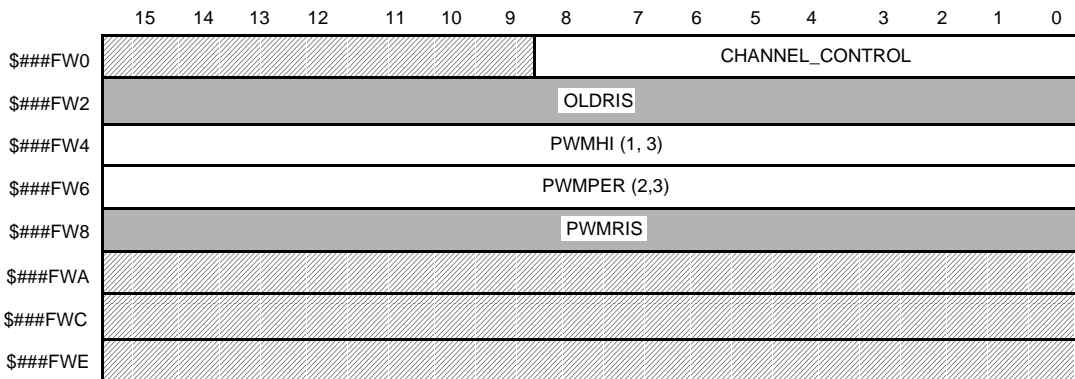 15 14 13 12 11 10 9 8 7 6 5 4 3 2 1 0
$###FW0 CHANNEL_CONTROL
$###FW2 OLDRIS
$###FW4 PWMHI (1, 3)
$###FW6 PWMPER (2,3)
$###FW8 PWMRIS
$###FWA
$###FWC
$###FWE